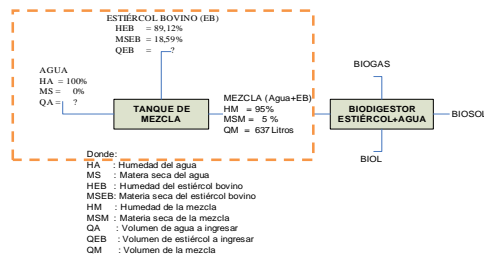 ESTIÉRCOL BOVINO (EB)
HEB = 89,12%
MSEB = 18,59%
QEB = ?
AGUA
HA = 100%
MS = 0%
QA = ?
TANQUE DE
MEZCLA
MEZCLA (Agua+EB)
HM = 95%
MSM = 5 %
QM = 637 Litros
BIOGAS
BIODIGESTOR
ESTIÉRCOL+AGUA
BIOSOL
BIOL
Donde:
HA : Humedad del agua
MS : Matera seca del agua
HEB : Humedad del estiércol bovino
MSEB: Materia seca del estiércol bovino
HM : Humedad de la mezcla
MSM : Materia seca de la mezcla
QA : Volumen de agua a ingresar
QEB : Volumen de estiércol a ingresar
QM : Volumen de la mezcla